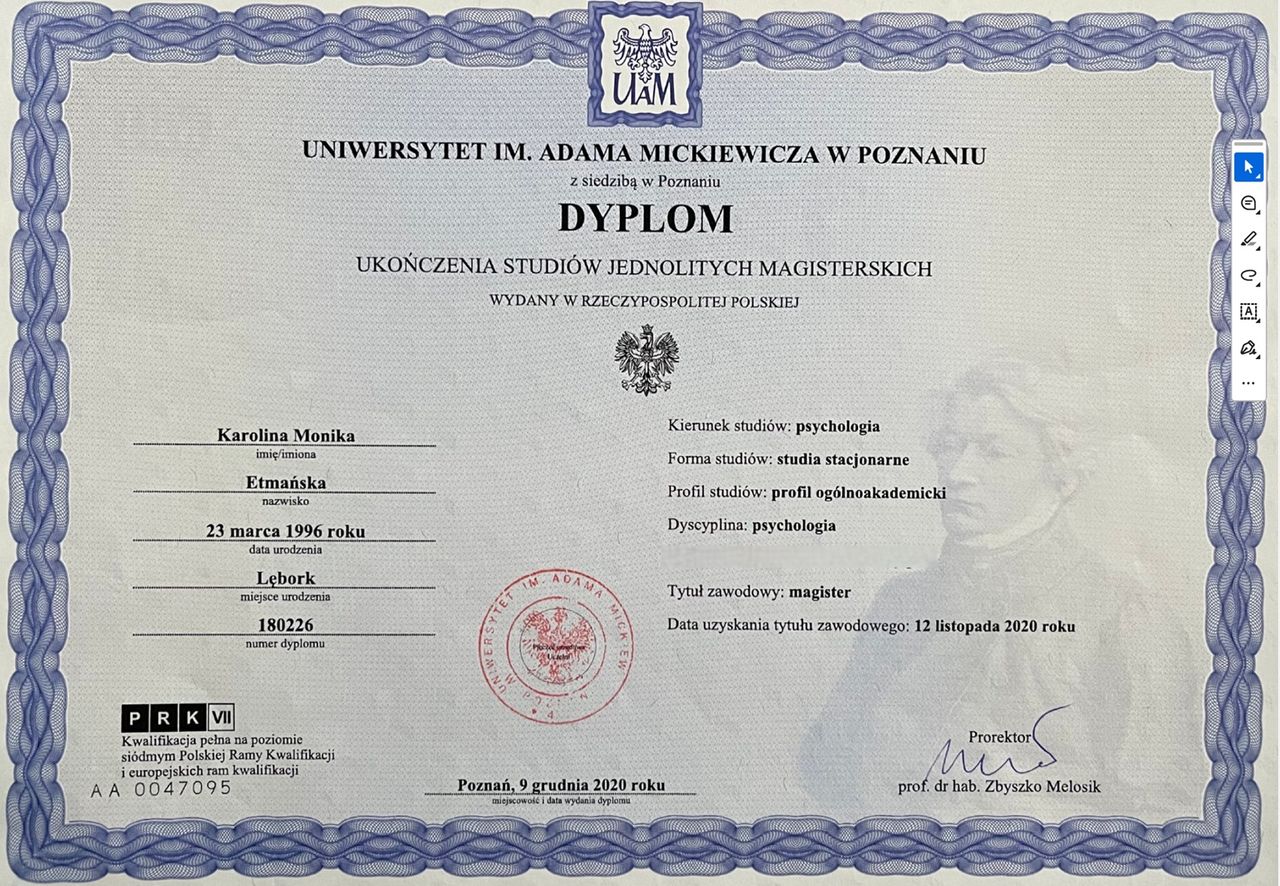 UAM
UNIWERSYTET IM. ADAMA MICKIEWICZA W POZNANIU
z siedzibą w Poznaniu
DYPLOM
UKOŃCZENIA STUDIÓW JEDNOLITYCH MAGISTERSKICH
WYDANY W RZECZYPOSPOLITEJ POLSKIEJ
Karolina Monika
imię/imiona
Etmańska
nazwisko
23 marca 1996 roku
data urodzenia
Lębork
miejsce urodzenia
180226
numer dyplomu
Kierunek studiów: psychologia
Forma studiów: studia stacjonarne
Profil studiów: profil ogólnoakademicki
Dyscyplina: psychologia
Tytuł zawodowy: magister
Data uzyskania tytułu zawodowego: 12 listopada 2020 roku
UNIWERSYTET IM. ADAMA MICKIEW
W POZ
4
PRK VII
Kwalifikacja pełna na poziomie
siódmym Polskiej Ramy Kwalifikacji
i europejskich ram kwalifikacji
AA 0047095
Poznań, 9 grudnia 2020 roku
miejscowość i data wydania dyplomu
Prorektor
prof. dr hab. Zbyszko Melosik